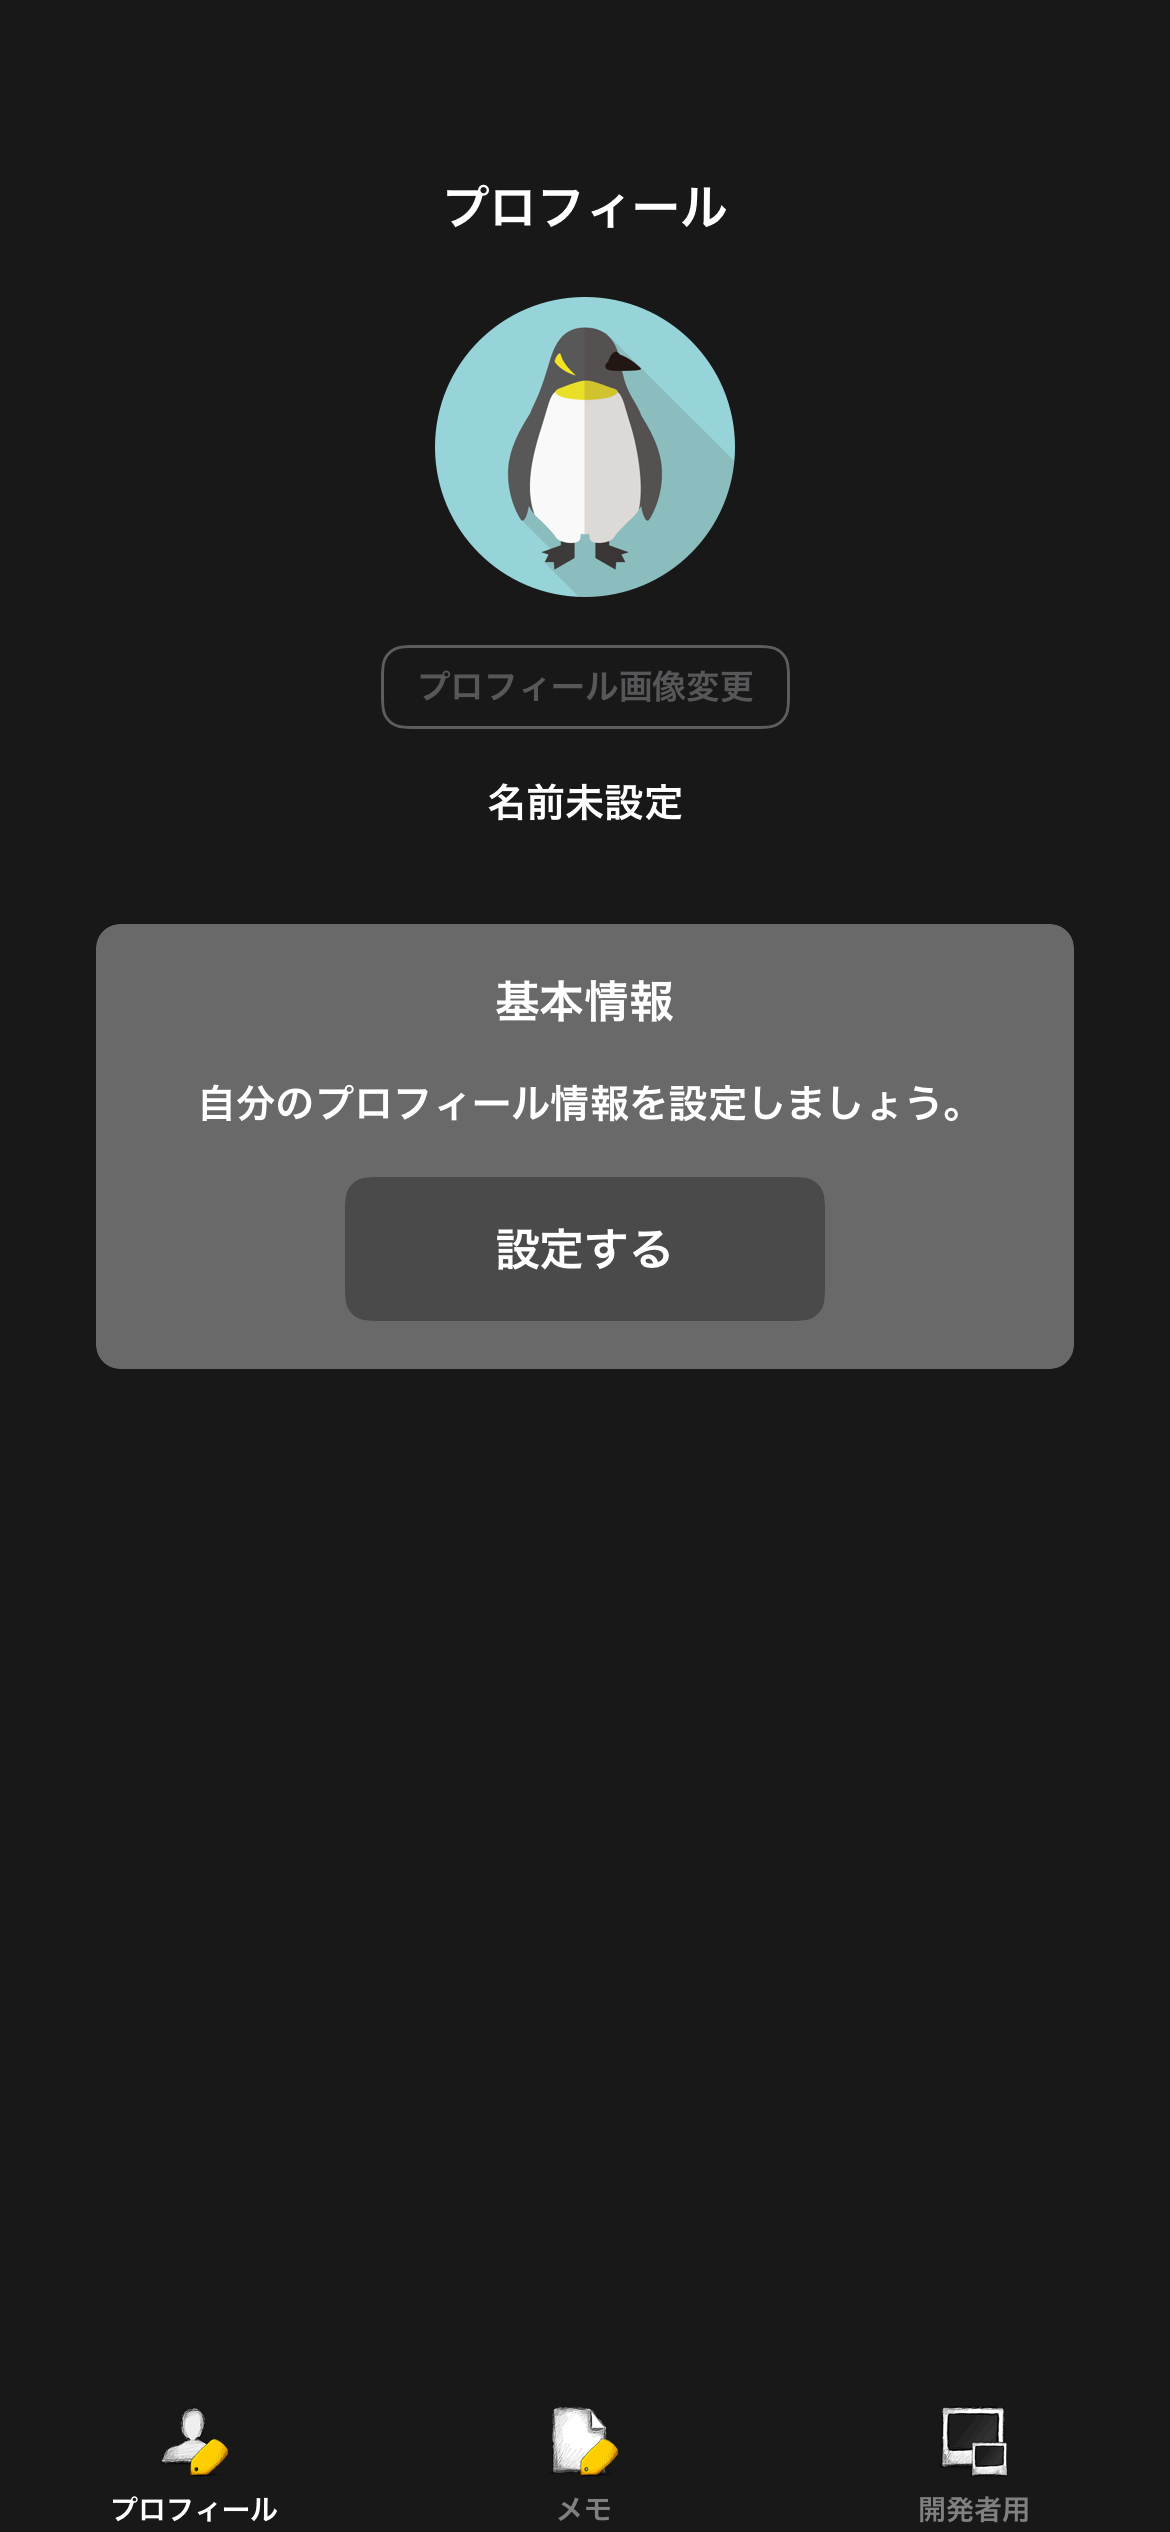 プロフィール
プロフィール画像変更
名前未設定
基本情報
自分のプロフィール情報を設定しましょう。
設定する
プロフィール
メモ
開発者用